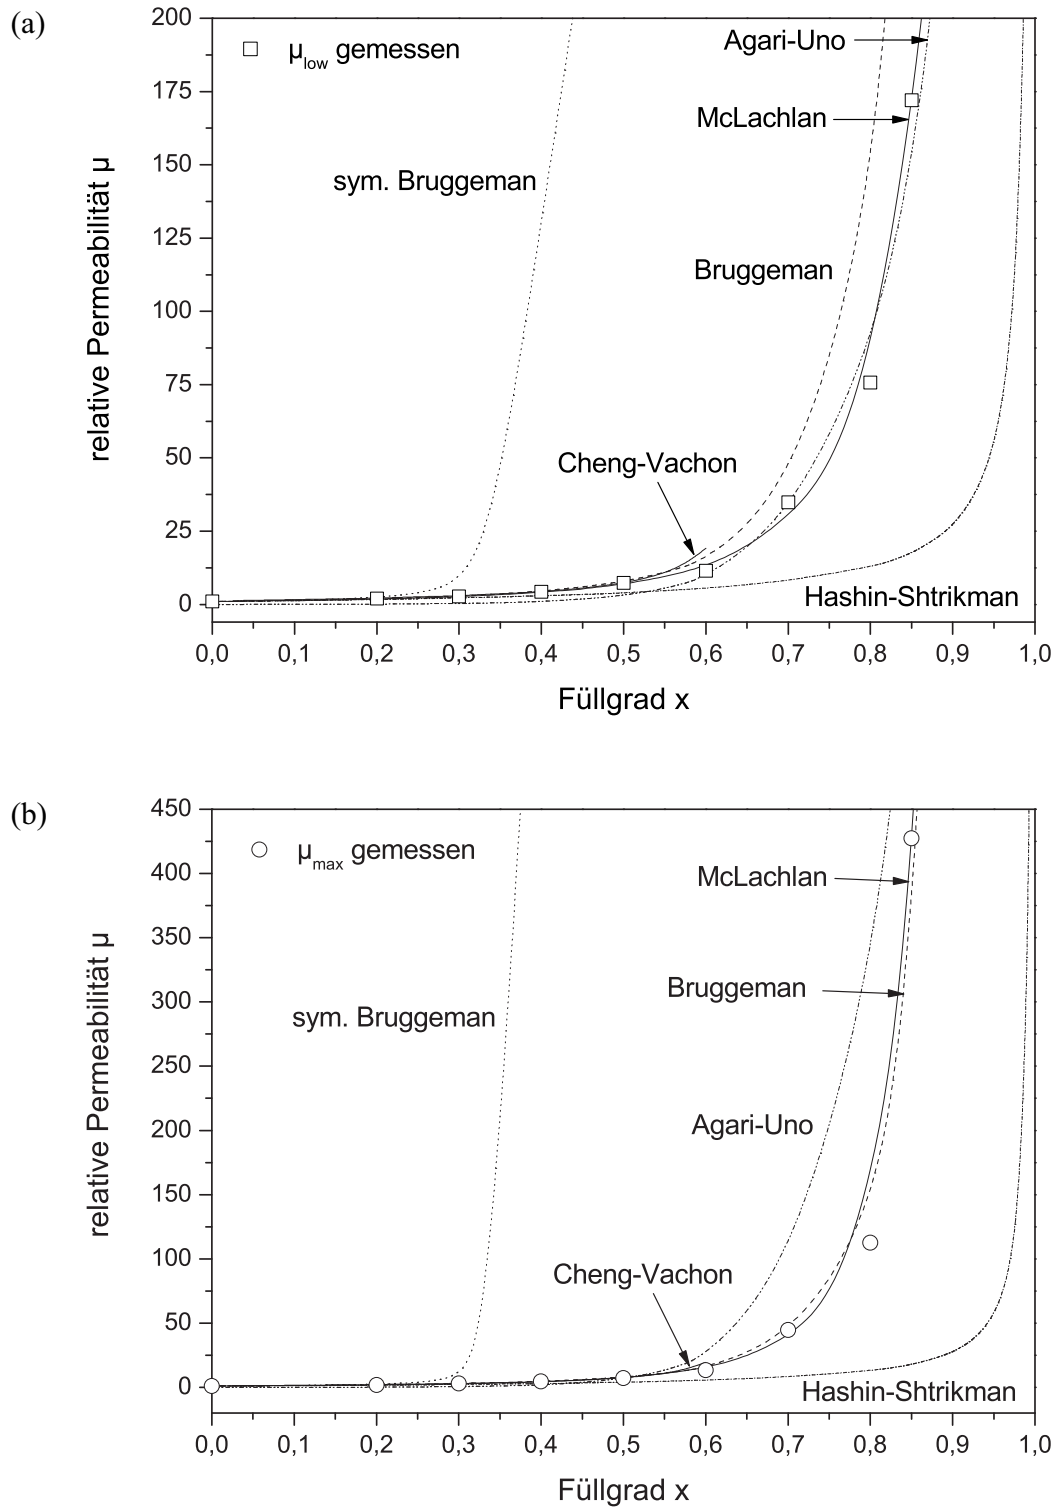 (a)
200
175
150
125
100
75
50
25
0
relative Permeabilität µ
µlow gemessen
Agari-Uno
McLachlan
sym. Bruggeman
Bruggeman
Cheng-Vachon
Hashin-Shtrikman
0,0 0,1 0,2 0,3 0,4 0,5 0,6 0,7 0,8 0,9 1,0
Füllgrad x
(b)
450
400
350
300
250
200
150
100
50
0
relative Permeabilität µ
µmax gemessen
McLachlan
Bruggeman
sym. Bruggeman
Agari-Uno
Cheng-Vachon
Hashin-Shtrikman
0,0 0,1 0,2 0,3 0,4 0,5 0,6 0,7 0,8 0,9 1,0
Füllgrad x